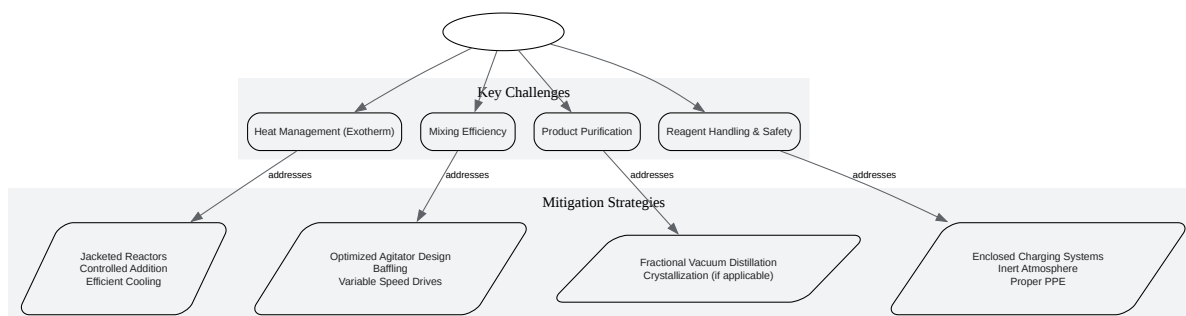 Key Challenges
Heat Management (Exotherm)
Mixing Efficiency
Product Purification
Reagent Handling & Safety
addresses
addresses
addresses
addresses
Mitigation Strategies
Jacketed Reactors
Controlled Addition
Efficient Cooling
Optimized Agitator Design
Baffling
Variable Speed Drives
Fractional Vacuum Distillation
Crystallization (if applicable)
Enclosed Charging Systems
Inert Atmosphere
Proper PPE